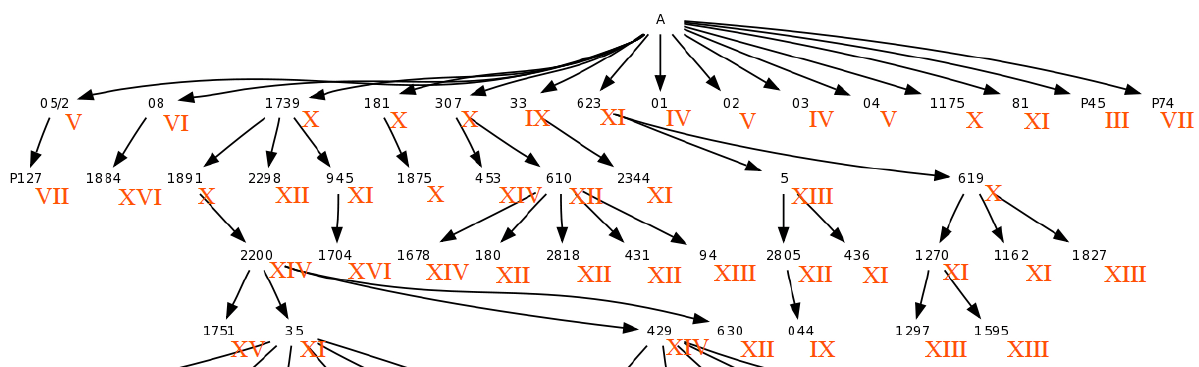 A
05/2 08 1739 181 307 33 623 01 02 03 04 1175 81 P45 P74
V VI X X X IX XI IV V IV V X XI III VII
P127 1884 1891 2298 945 1875 453 610 2344 5 619
VII XVI X XII XI X XIV XII XI XIII X
2200 1704 1678 180 2818 431 94 2805 436 1270 1162 1827
XIV XVI XIV XII XII XII XIII XII XI XI XI XIII
1751 35 429 630 044 1297 1595
XV XI XIV XII IX XIII XIII